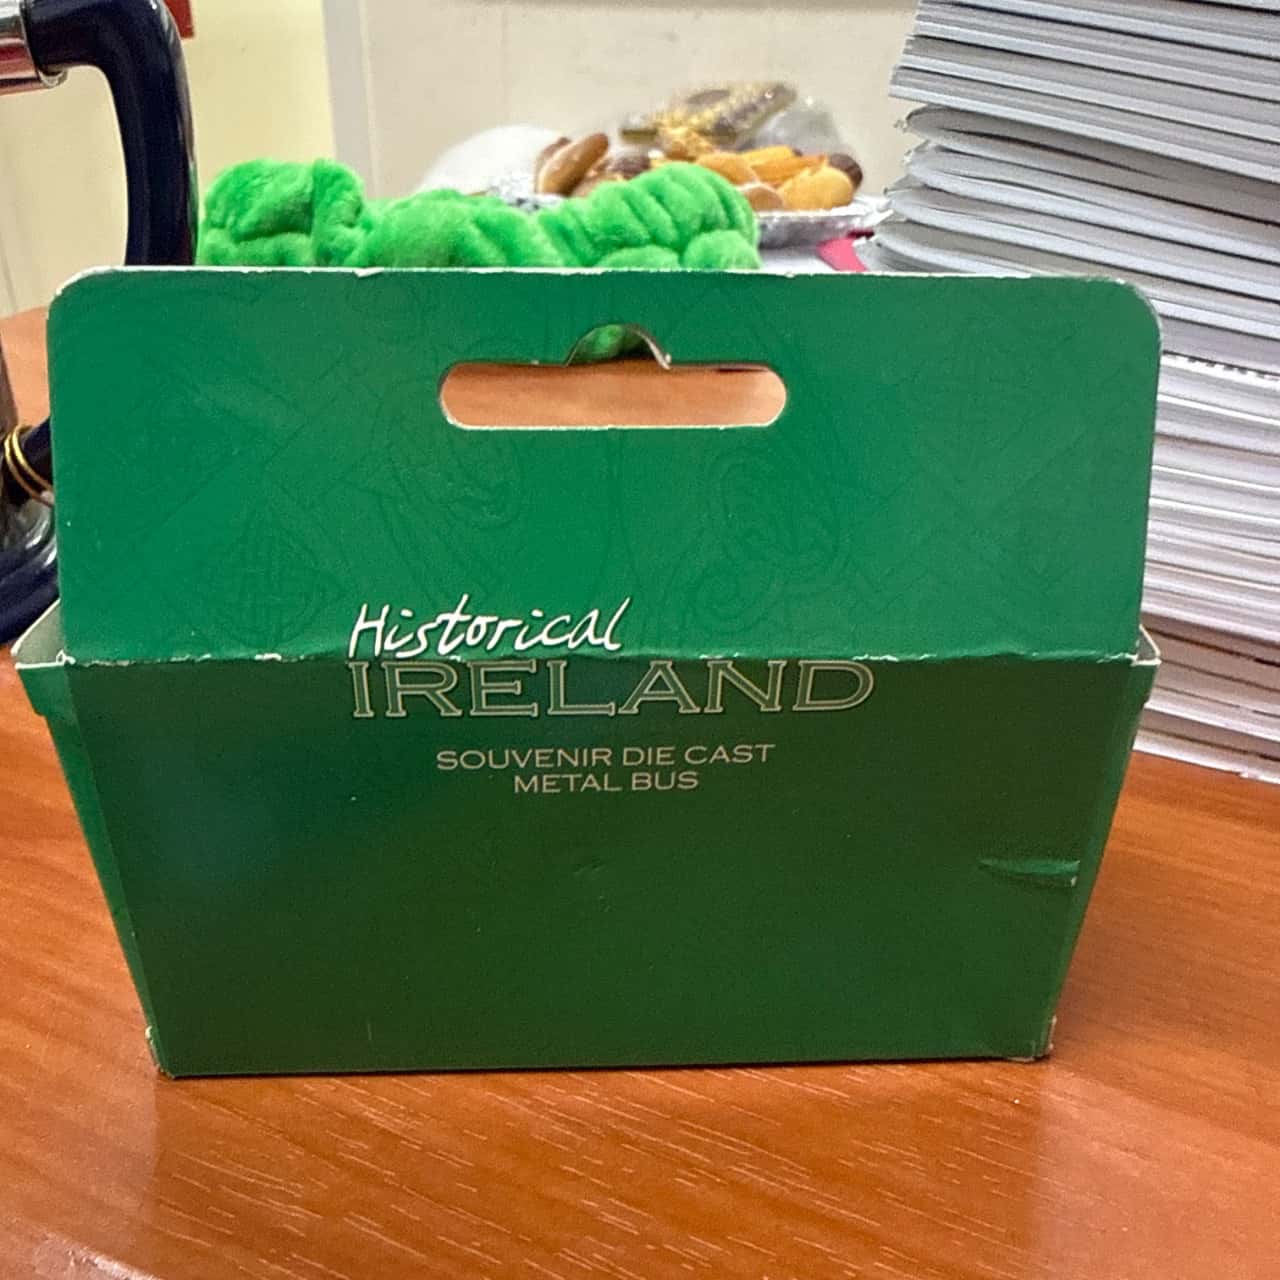 Historical
IRELAND
SOUVENIR DIE CAST
METAL BUS